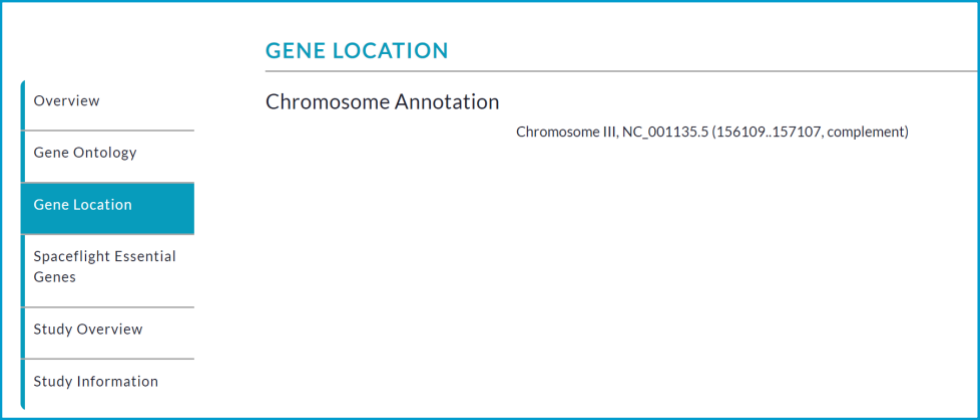 GENE LOCATION
Chromosome Annotation
Chromosome III, NC_001135.5 (156109..157107, complement)
Overview
Gene Ontology
Gene Location
Spaceflight Essential
Genes
Study Overview
Study Information